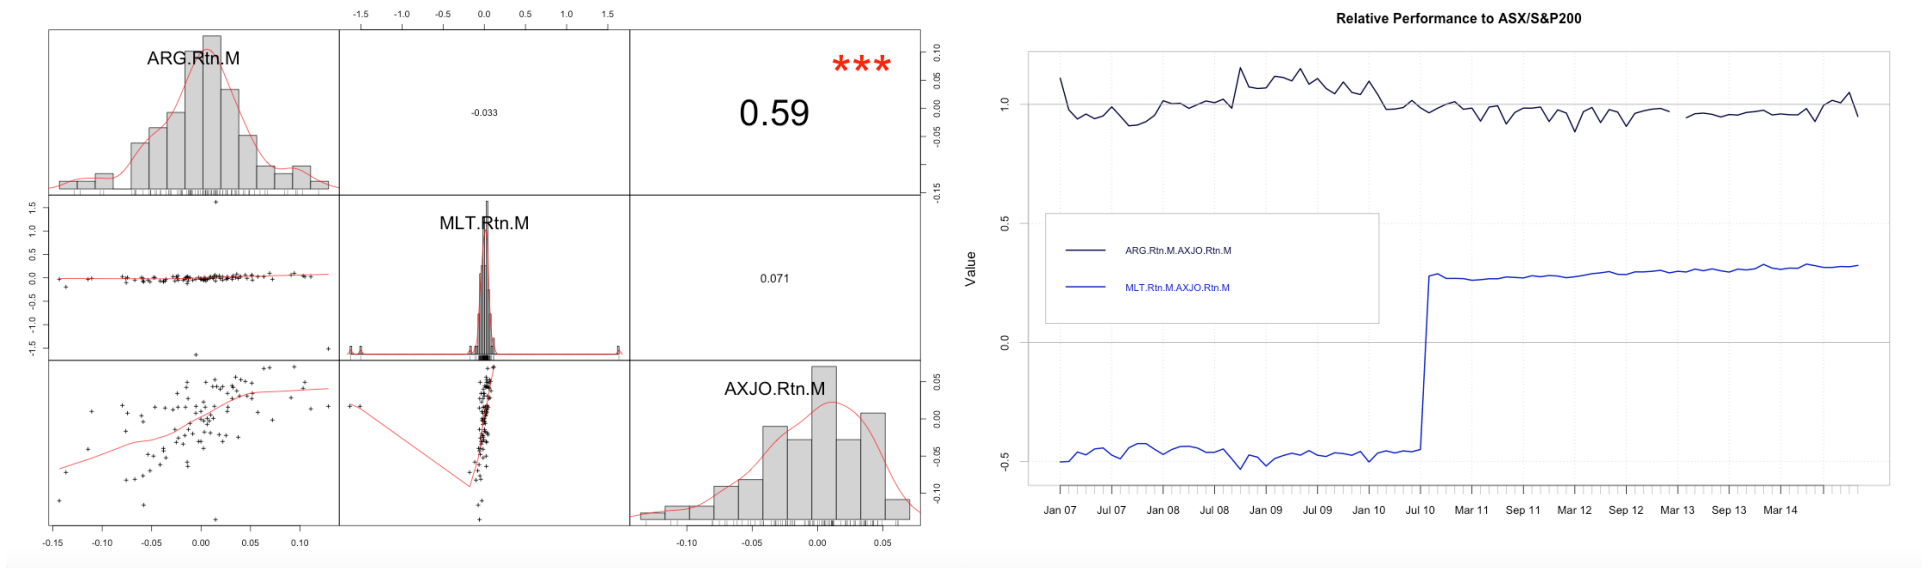 -1.5 -1.0 -0.5 0.0 0.5 1.0 1.5
ARG.Rtn.M
-0.033
***
0.59
0.10
0.05
0.00
-0.05
-0.15
1.5
1.0
0.5
0.0
-0.5
-1.0
-1.5
MLT.Rtn.M
0.071
AXJO.Rtn.M
0.05
0.00
-0.05
-0.10
-0.15 -0.10 -0.05 0.00 0.05 0.10
-0.10 -0.05 0.00 0.05
Relative Performance to ASX/S&P200
Value
1.0
0.5
0.0
-0.5
ARG.Rtn.M.AXJO.Rtn.M
MLT.Rtn.M.AXJO.Rtn.M
Jan 07 Jul 07 Jan 08 Jul 08 Jan 09 Jul 09 Jan 10 Jul 10 Mar 11 Sep 11 Mar 12 Sep 12 Mar 13 Sep 13 Mar 14